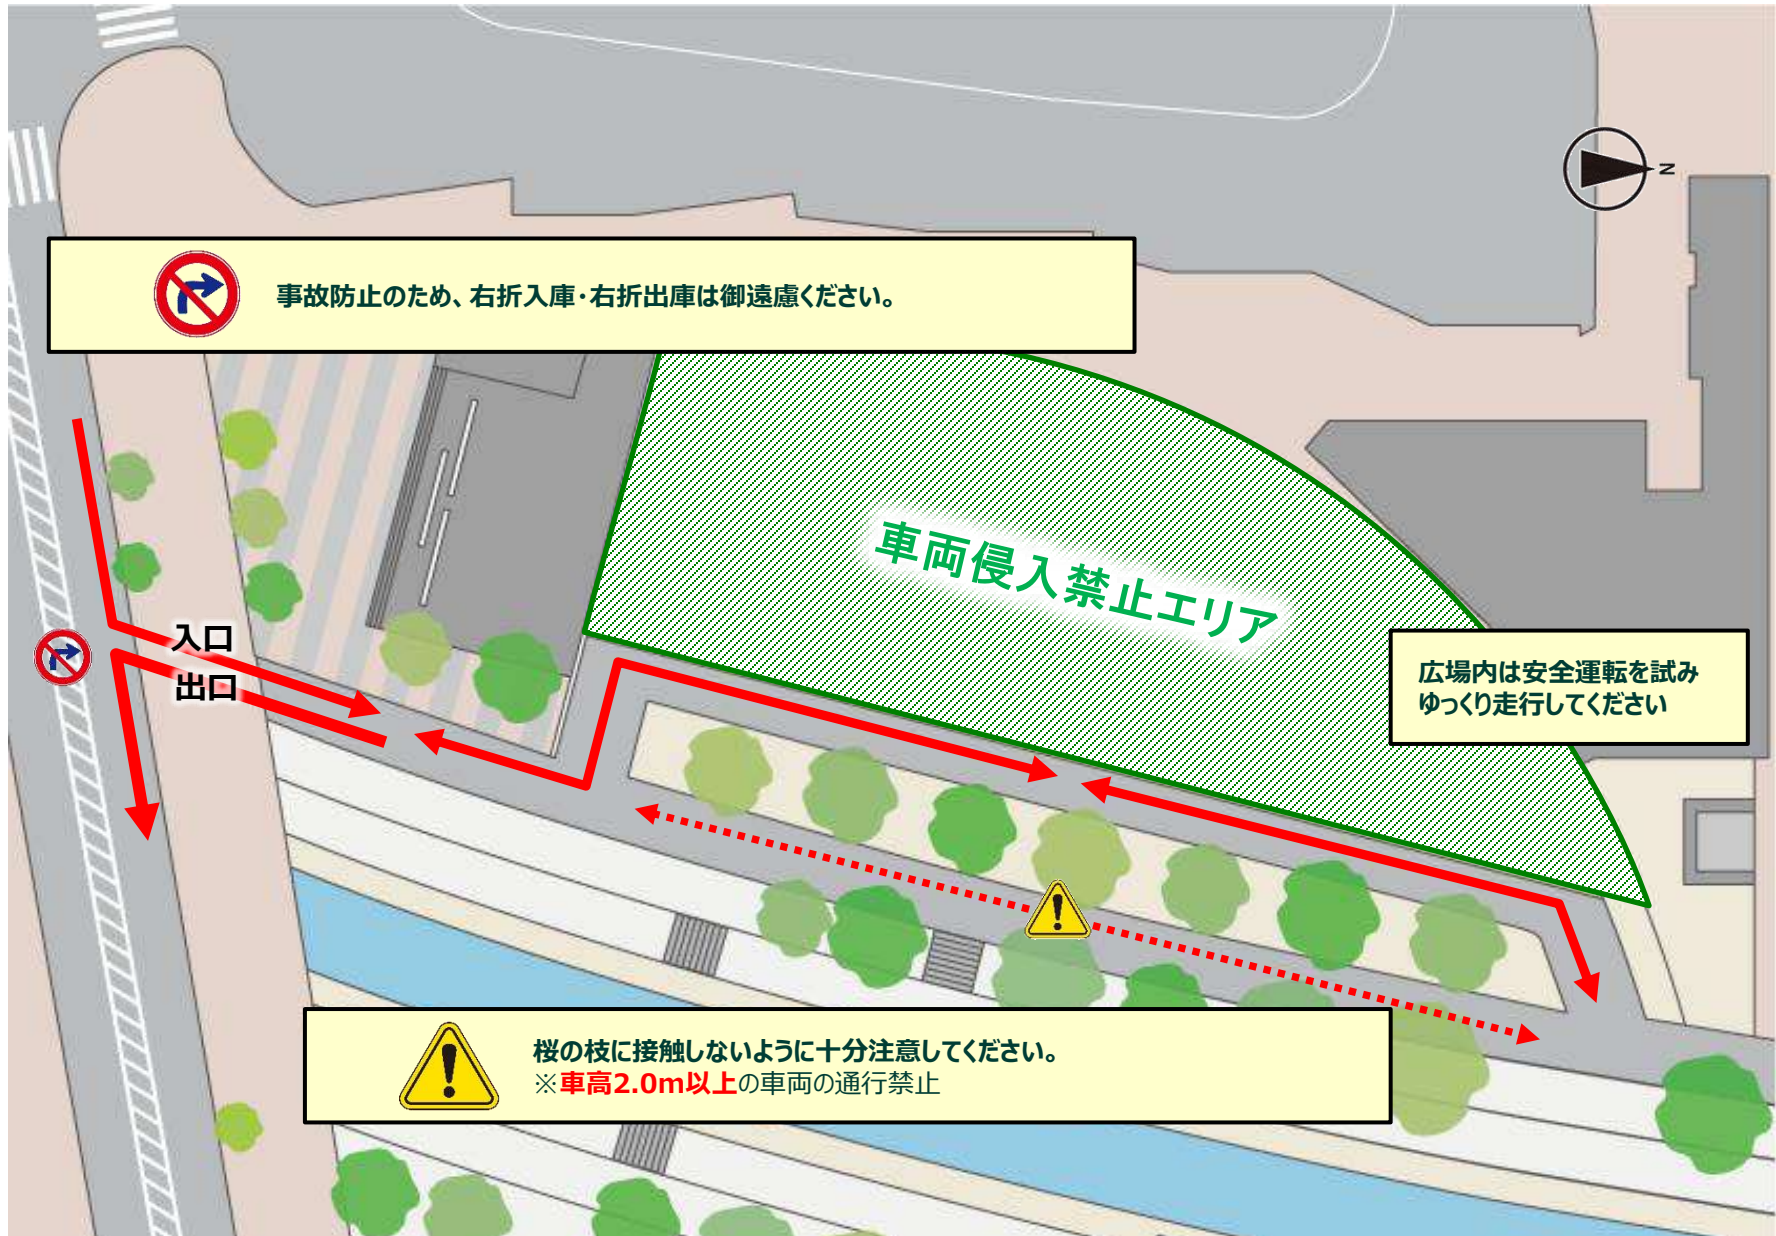 N
事故防止のため、右折入庫・右折出庫は御遠慮ください。
車両侵入禁止エリア
入口
出口
広場内は安全運転を試み
ゆっくり走行してください
桜の枝に接触しないように十分注意してください。
※車高2.0m以上の車両の通行禁止